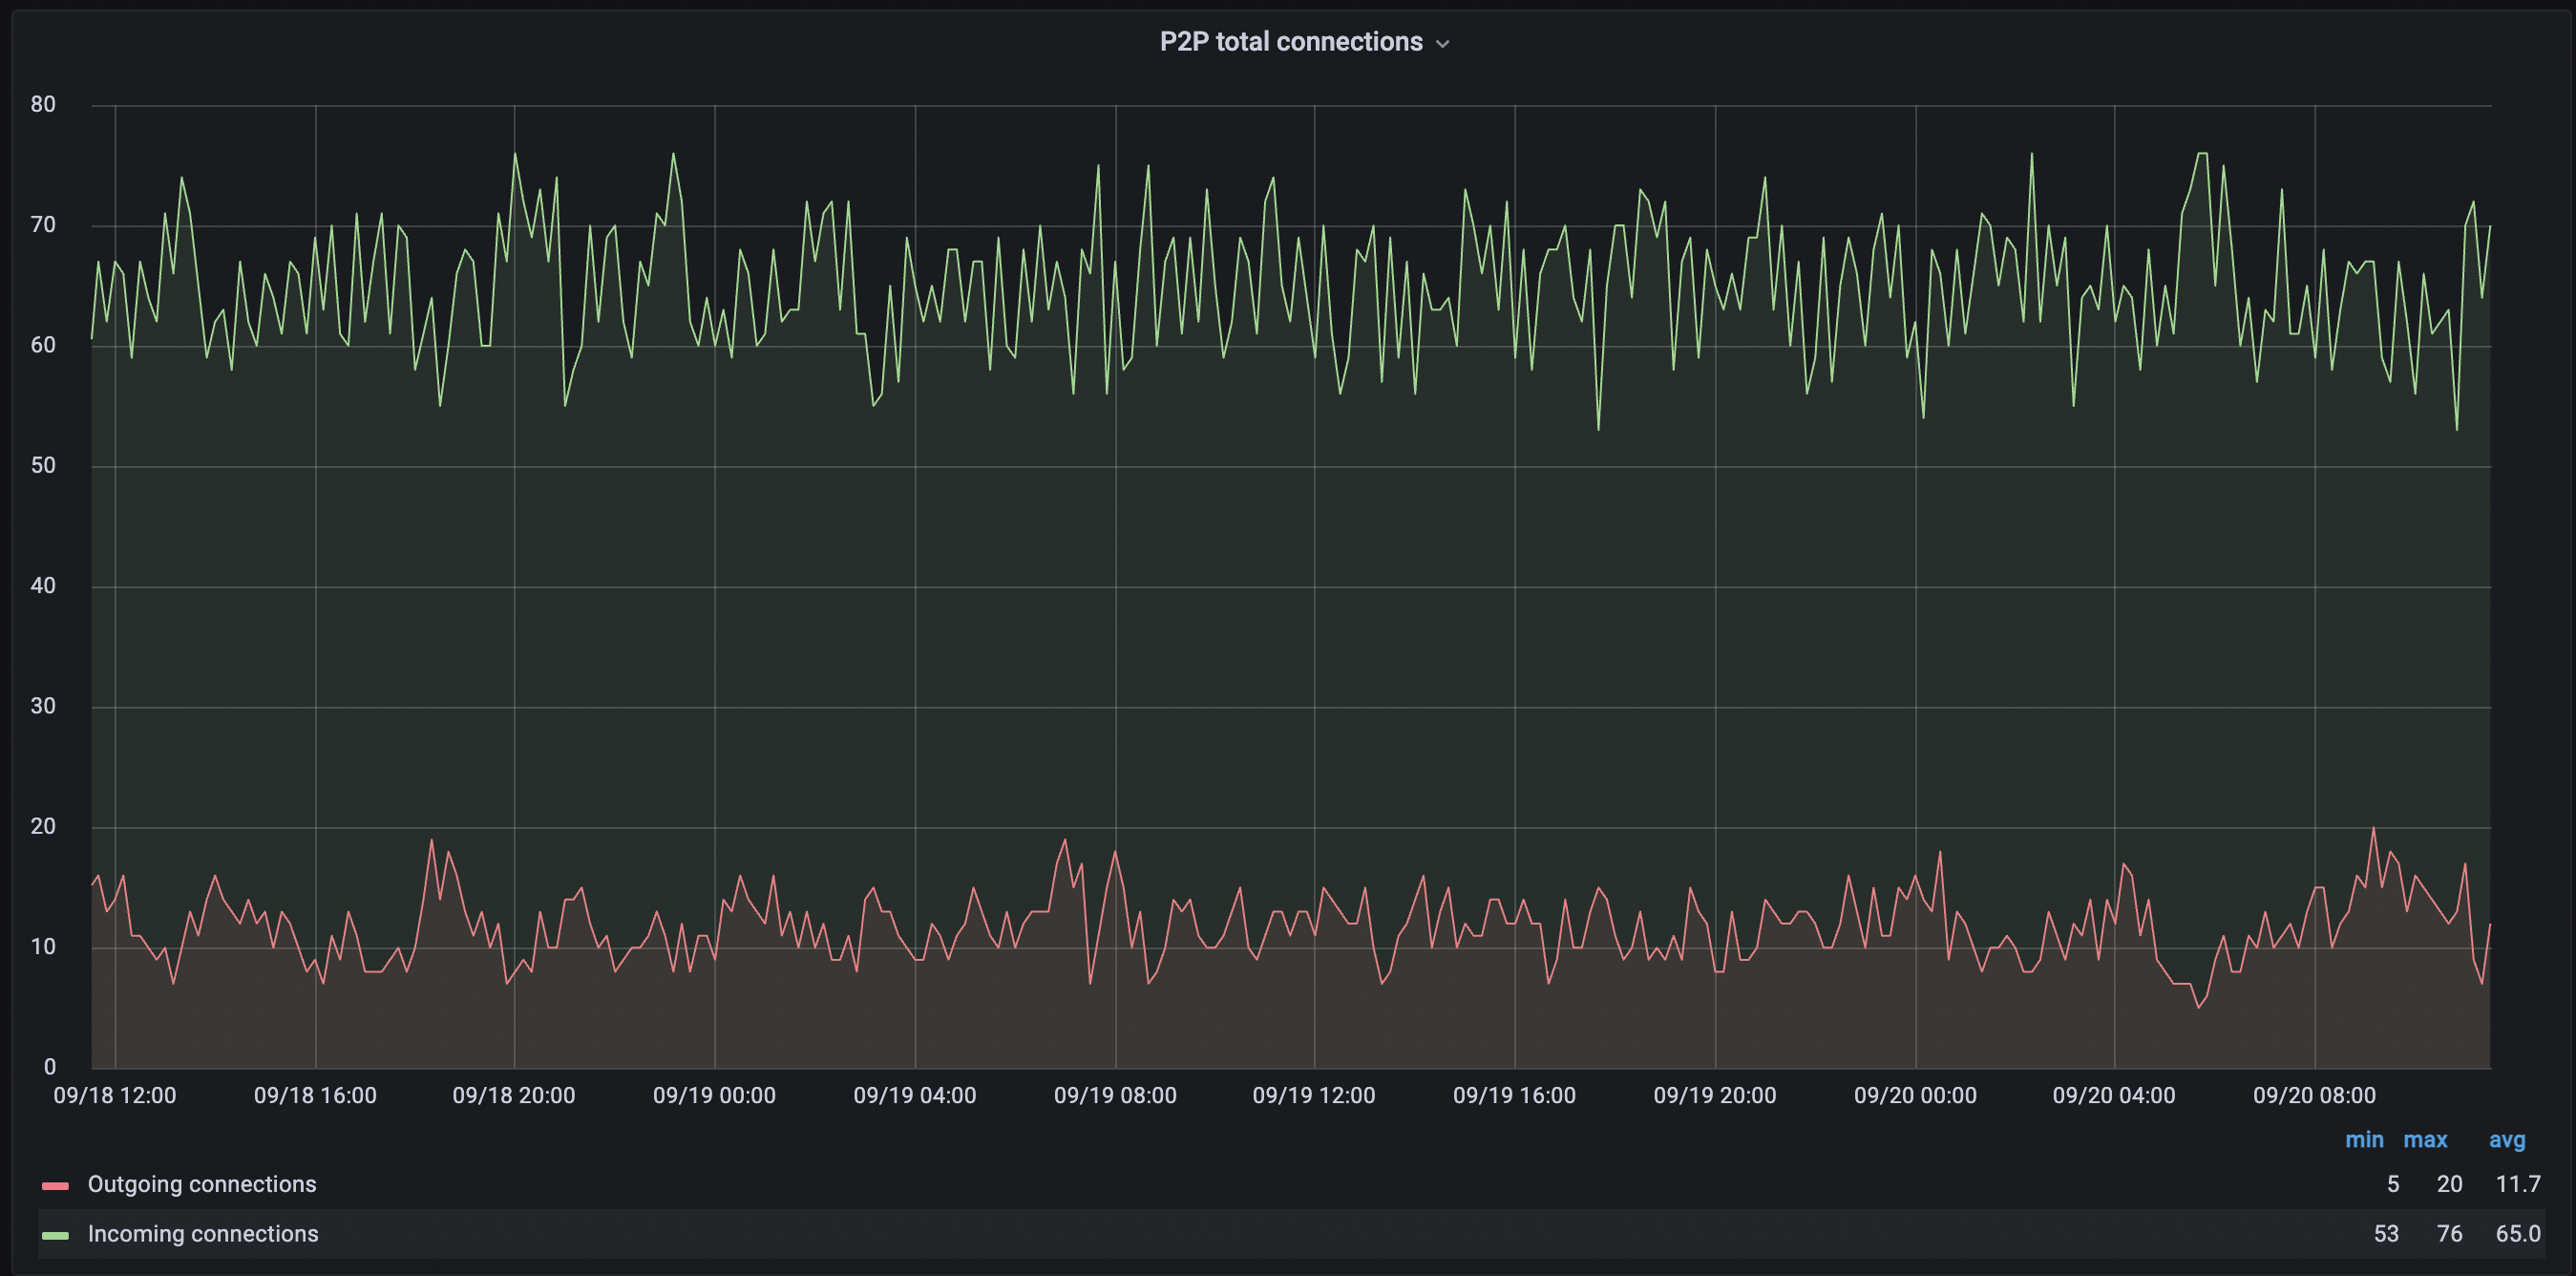 P2P total connections
80
70
60
50
40
30
20
10
0
09/18 12:00 09/18 16:00 09/18 20:00 09/19 00:00 09/19 04:00 09/19 08:00 09/19 12:00 09/19 16:00 09/19 20:00 09/20 00:00 09/20 04:00 09/20 08:00
min max avg
Outgoing connections 5 20 11.7
Incoming connections 53 76 65.0